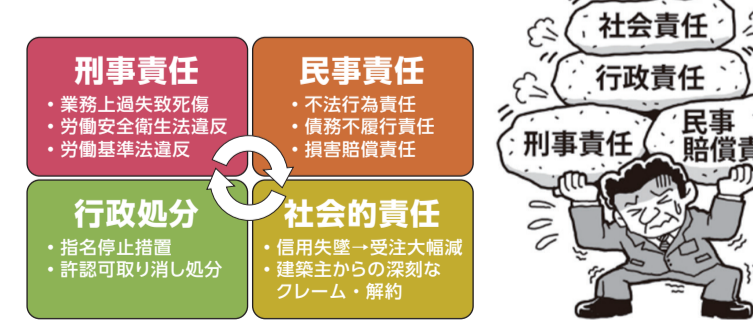 刑事責任
・業務上過失致死傷
・労働安全衛生法違反
・労働基準法違反
民事責任
・不法行為責任
・債務不履行責任
・損害賠償責任
行政処分
・指名停止措置
・許認可取り消し処分
社会的責任
・信用失墜→受注大幅減
・建築主からの深刻な
クレーム・解約
社会責任
行政責任
刑事責任
民事
賠償責